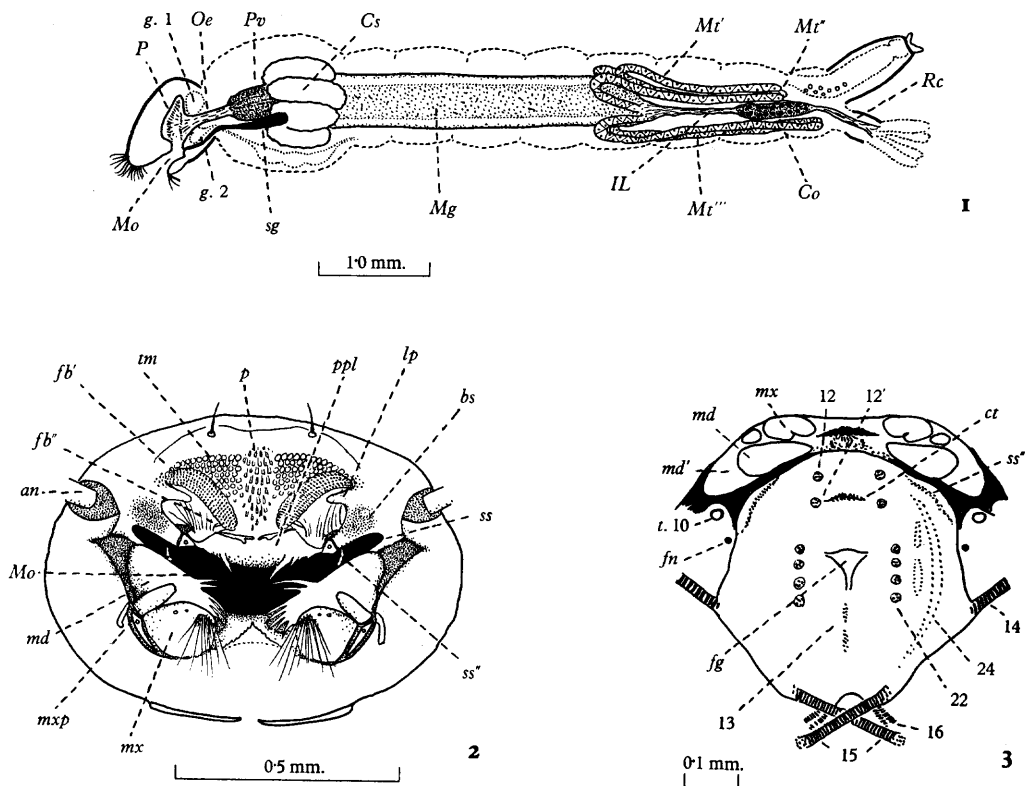 g. 1 Oe Pv Cs Mt' Mt"
P Rc
Mo g. 2 sg Mg IL Mt''' Co
1
1·0 mm.
tm p ppl lp
fb' bs
fb"
an ss
Mo
md
mxp mx ss"
2
0·5 mm.
mx 12 12' ct
md
md' ss"
t. 10
fn
14
fg 24
22
13 16
15
3
0·1 mm.